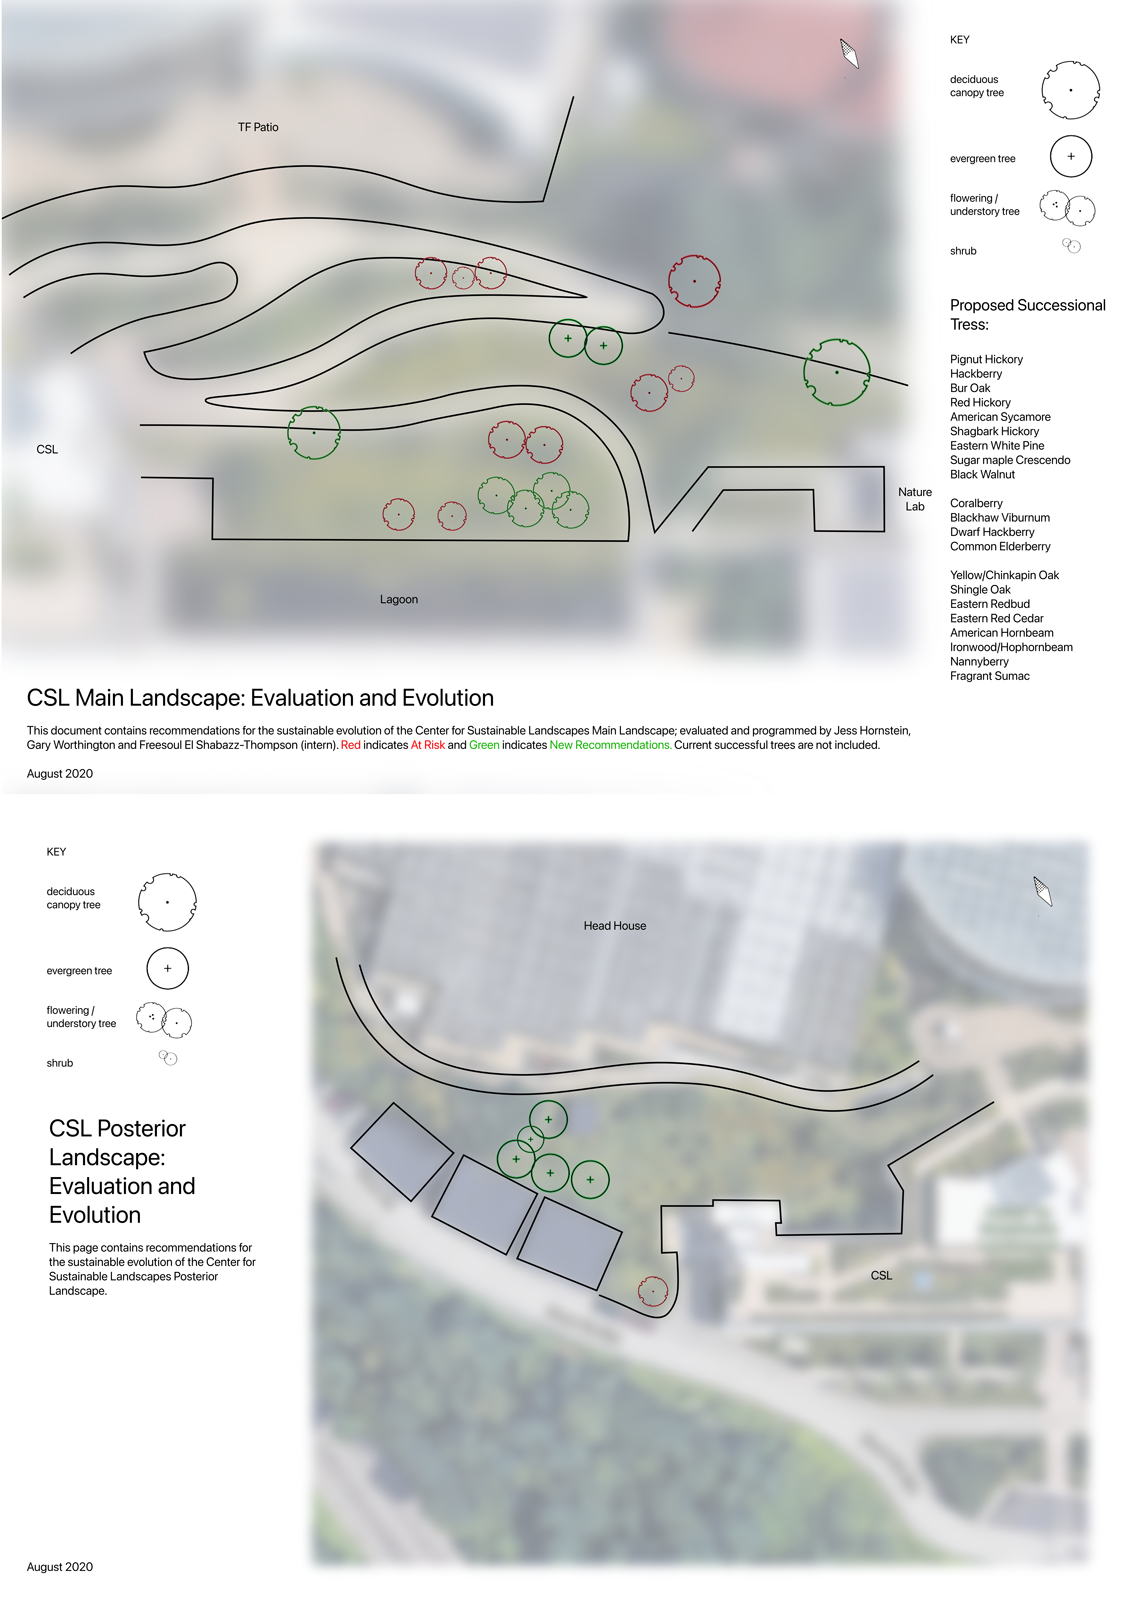 TF Patio
CSL
Nature
Lab
Lagoon
KEY
deciduous
canopy tree
evergreen tree
flowering /
understory tree
shrub
Proposed Successional
Tress:
Pignut Hickory
Hackberry
Bur Oak
Red Hickory
American Sycamore
Shagbark Hickory
Eastern White Pine
Sugar maple Crescendo
Black Walnut
Coralberry
Blackhaw Viburnum
Dwarf Hackberry
Common Elderberry
Yellow/Chinkapin Oak
Shingle Oak
Eastern Redbud
Eastern Red Cedar
American Hornbeam
Ironwood/Hophornbeam
Nannyberry
Fragrant Sumac
CSL Main Landscape: Evaluation and Evolution
This document contains recommendations for the sustainable evolution of the Center for Sustainable Landscapes Main Landscape; evaluated and programmed by Jess Hornstein,
Gary Worthington and Freesoul El Shabazz-Thompson (intern). Red indicates At Risk and Green indicates New Recommendations. Current successful trees are not included.
August 2020
KEY
deciduous
canopy tree
evergreen tree
flowering /
understory tree
shrub
CSL Posterior
Landscape:
Evaluation and
Evolution
This page contains recommendations for
the sustainable evolution of the Center for
Sustainable Landscapes Posterior
Landscape.
August 2020
Head House
CSL